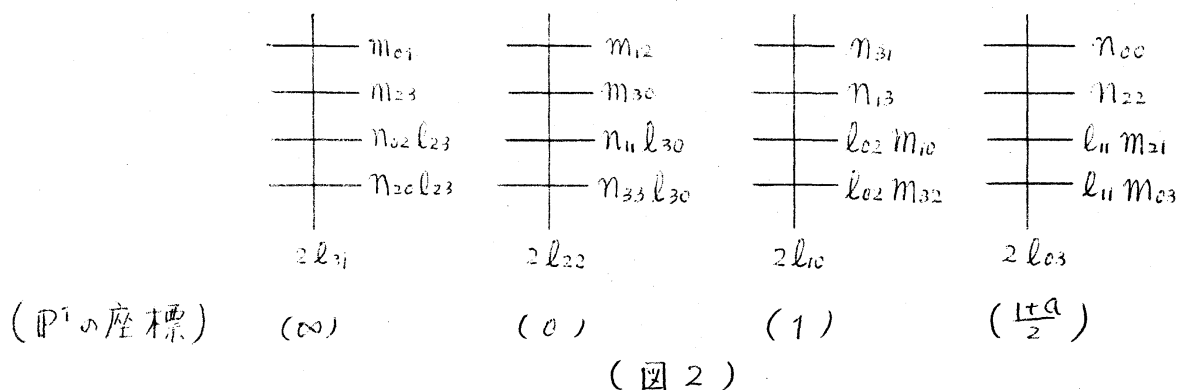 m₀₁ m₁₂ n₃₁ n₀₀
m₂₃ m₃₀ n₁₃ n₂₂
n₀₂ l₂₃ n₁₁ l₃₀ l₀₂ m₁₀ l₁₁ m₂₁
n₂₀ l₂₃ n₃₃ l₃₀ l₀₂ m₃₂ l₁₁ m₀₃
2 l₃₁ 2 l₂₂ 2 l₁₀ 2 l₀₃
(ℙ¹の座標) (∞) (0) (1) ((1+a)/2)
(図 2)